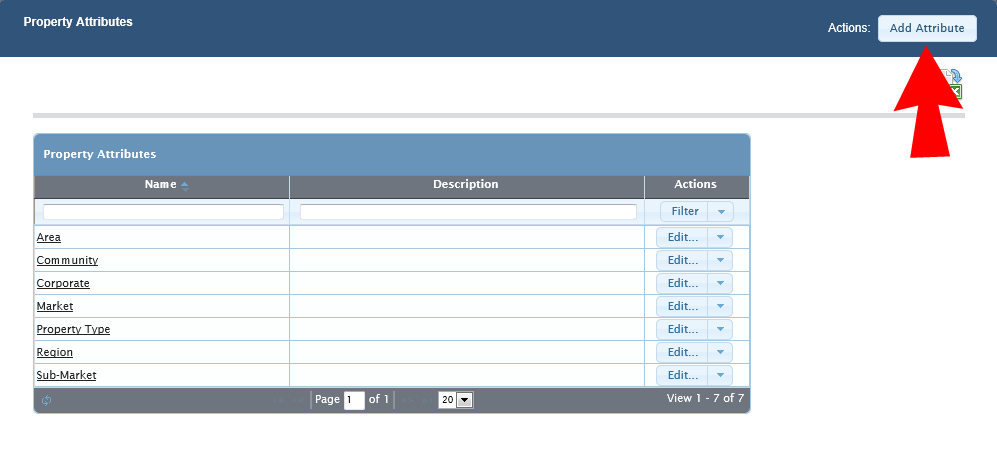 Property Attributes
Actions: Add Attribute
Property Attributes
Name Description Actions
Filter
Area Edit...
Community Edit...
Corporate Edit...
Market Edit...
Property Type Edit...
Region Edit...
Sub-Market Edit...
Page 1 of 1 20 View 1 - 7 of 7